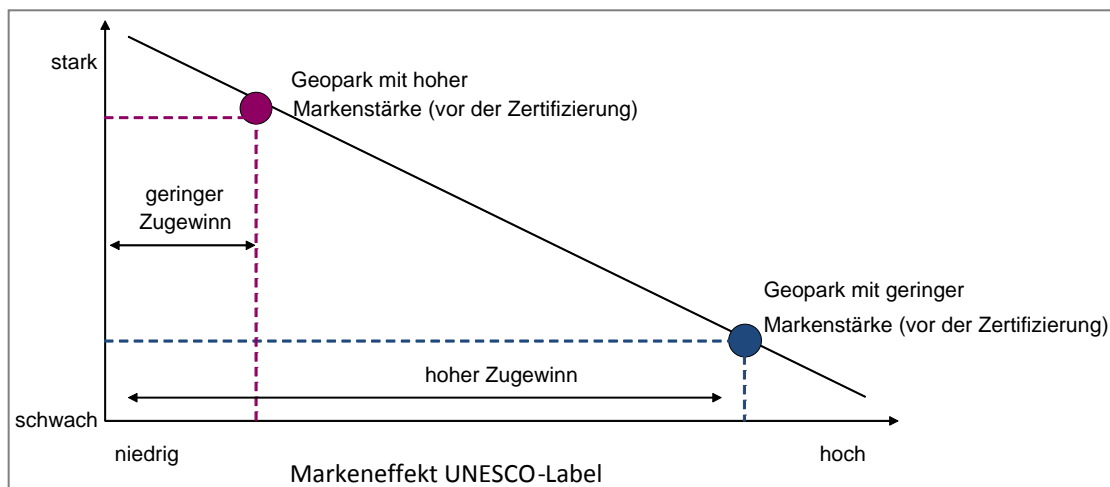 stark
Geopark mit hoher
Markenstärke (vor der Zertifizierung)
geringer
Zugewinn
Geopark mit geringer
Markenstärke (vor der Zertifizierung)
hoher Zugewinn
schwach
niedrig
hoch
Markeneffekt UNESCO-Label